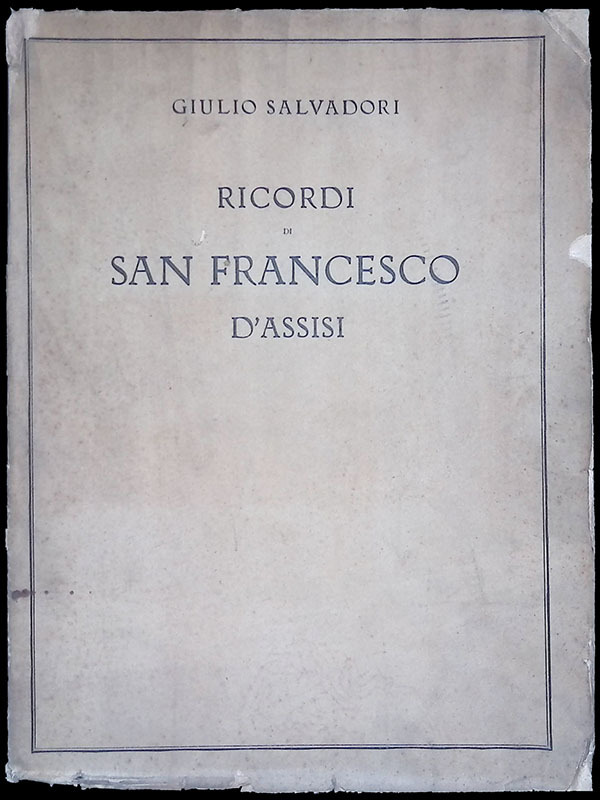 GIULIO SALVADORI
RICORDI
DI
SAN FRANCESCO
D'ASSISI